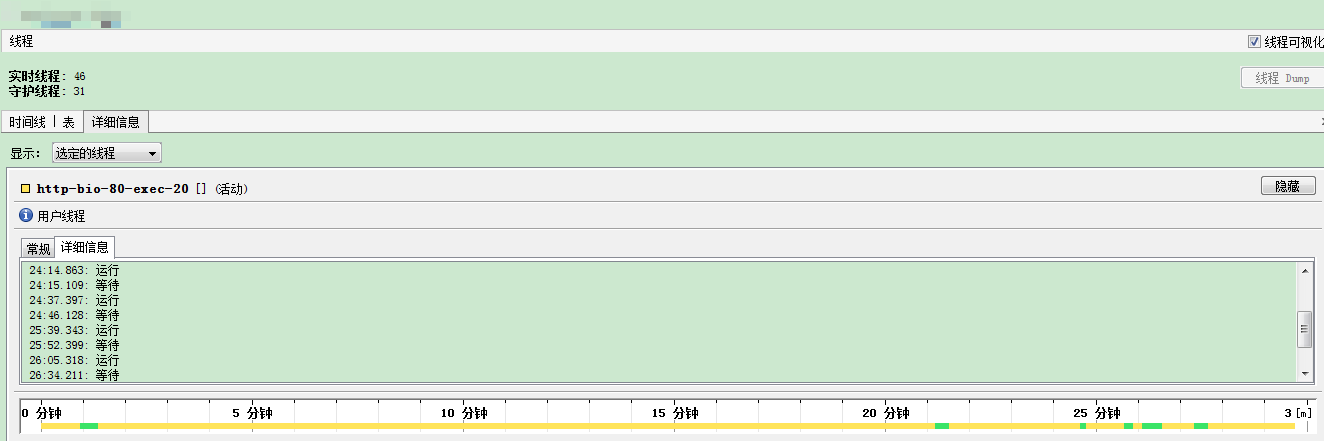 线程
线程可视化
实时线程: 46
守护线程: 31
线程 Dump
时间线 表 详细信息
显示: 选定的线程
http-bio-80-exec-20 [] (活动)
隐藏
用户线程
常规 详细信息
24:14.863: 运行
24:15.109: 等待
24:37.397: 运行
24:46.128: 等待
25:39.343: 运行
25:52.399: 等待
26:05.318: 运行
26:34.211: 等待
0 分钟 5 分钟 10 分钟 15 分钟 20 分钟 25 分钟 3 [m]